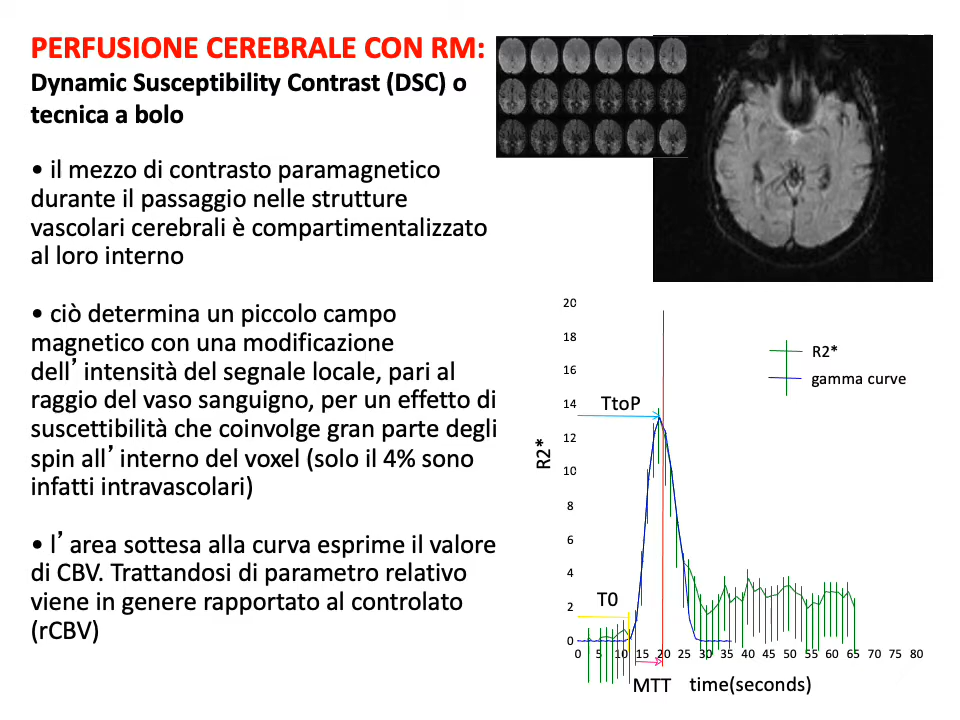 PERFUSIONE CEREBRALE CON RM:
Dynamic Susceptibility Contrast (DSC) o
tecnica a bolo
• il mezzo di contrasto paramagnetico
durante il passaggio nelle strutture
vascolari cerebrali è compartimentalizzato
al loro interno
• ciò determina un piccolo campo
magnetico con una modificazione
dell’ intensità del segnale locale, pari al
raggio del vaso sanguigno, per un effetto di
suscettibilità che coinvolge gran parte degli
spin all’ interno del voxel (solo il 4% sono
infatti intravascolari)
• l’ area sottesa alla curva esprime il valore
di CBV. Trattandosi di parametro relativo
viene in genere rapportato al controlato
(rCBV)
20
18
16
14
12
10
8
6
4
2
0
R2*
R2*
gamma curve
TtoP
T0
0 5 10 15 20 25 30 35 40 45 50 55 60 65 70 75 80
MTT
time(seconds)